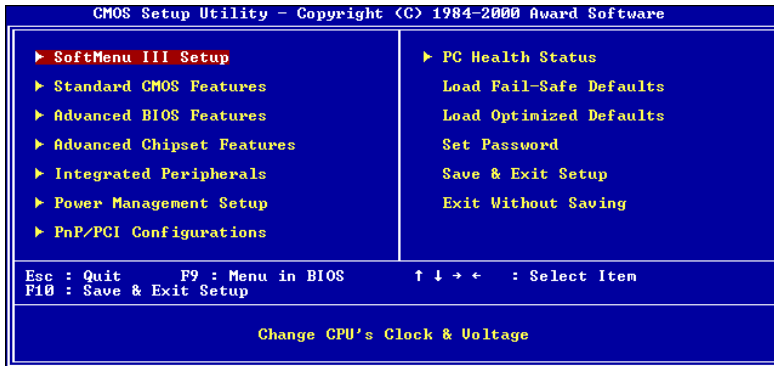 CMOS Setup Utility - Copyright (C) 1984-2000 Award Software
▶ SoftMenu III Setup
▶ Standard CMOS Features
▶ Advanced BIOS Features
▶ Advanced Chipset Features
▶ Integrated Peripherals
▶ Power Management Setup
▶ PnP/PCI Configurations
▶ PC Health Status
Load Fail-Safe Defaults
Load Optimized Defaults
Set Password
Save & Exit Setup
Exit Without Saving
Esc : Quit F9 : Menu in BIOS ↑ ↓ → ← : Select Item
F10 : Save & Exit Setup
Change CPU's Clock & Voltage